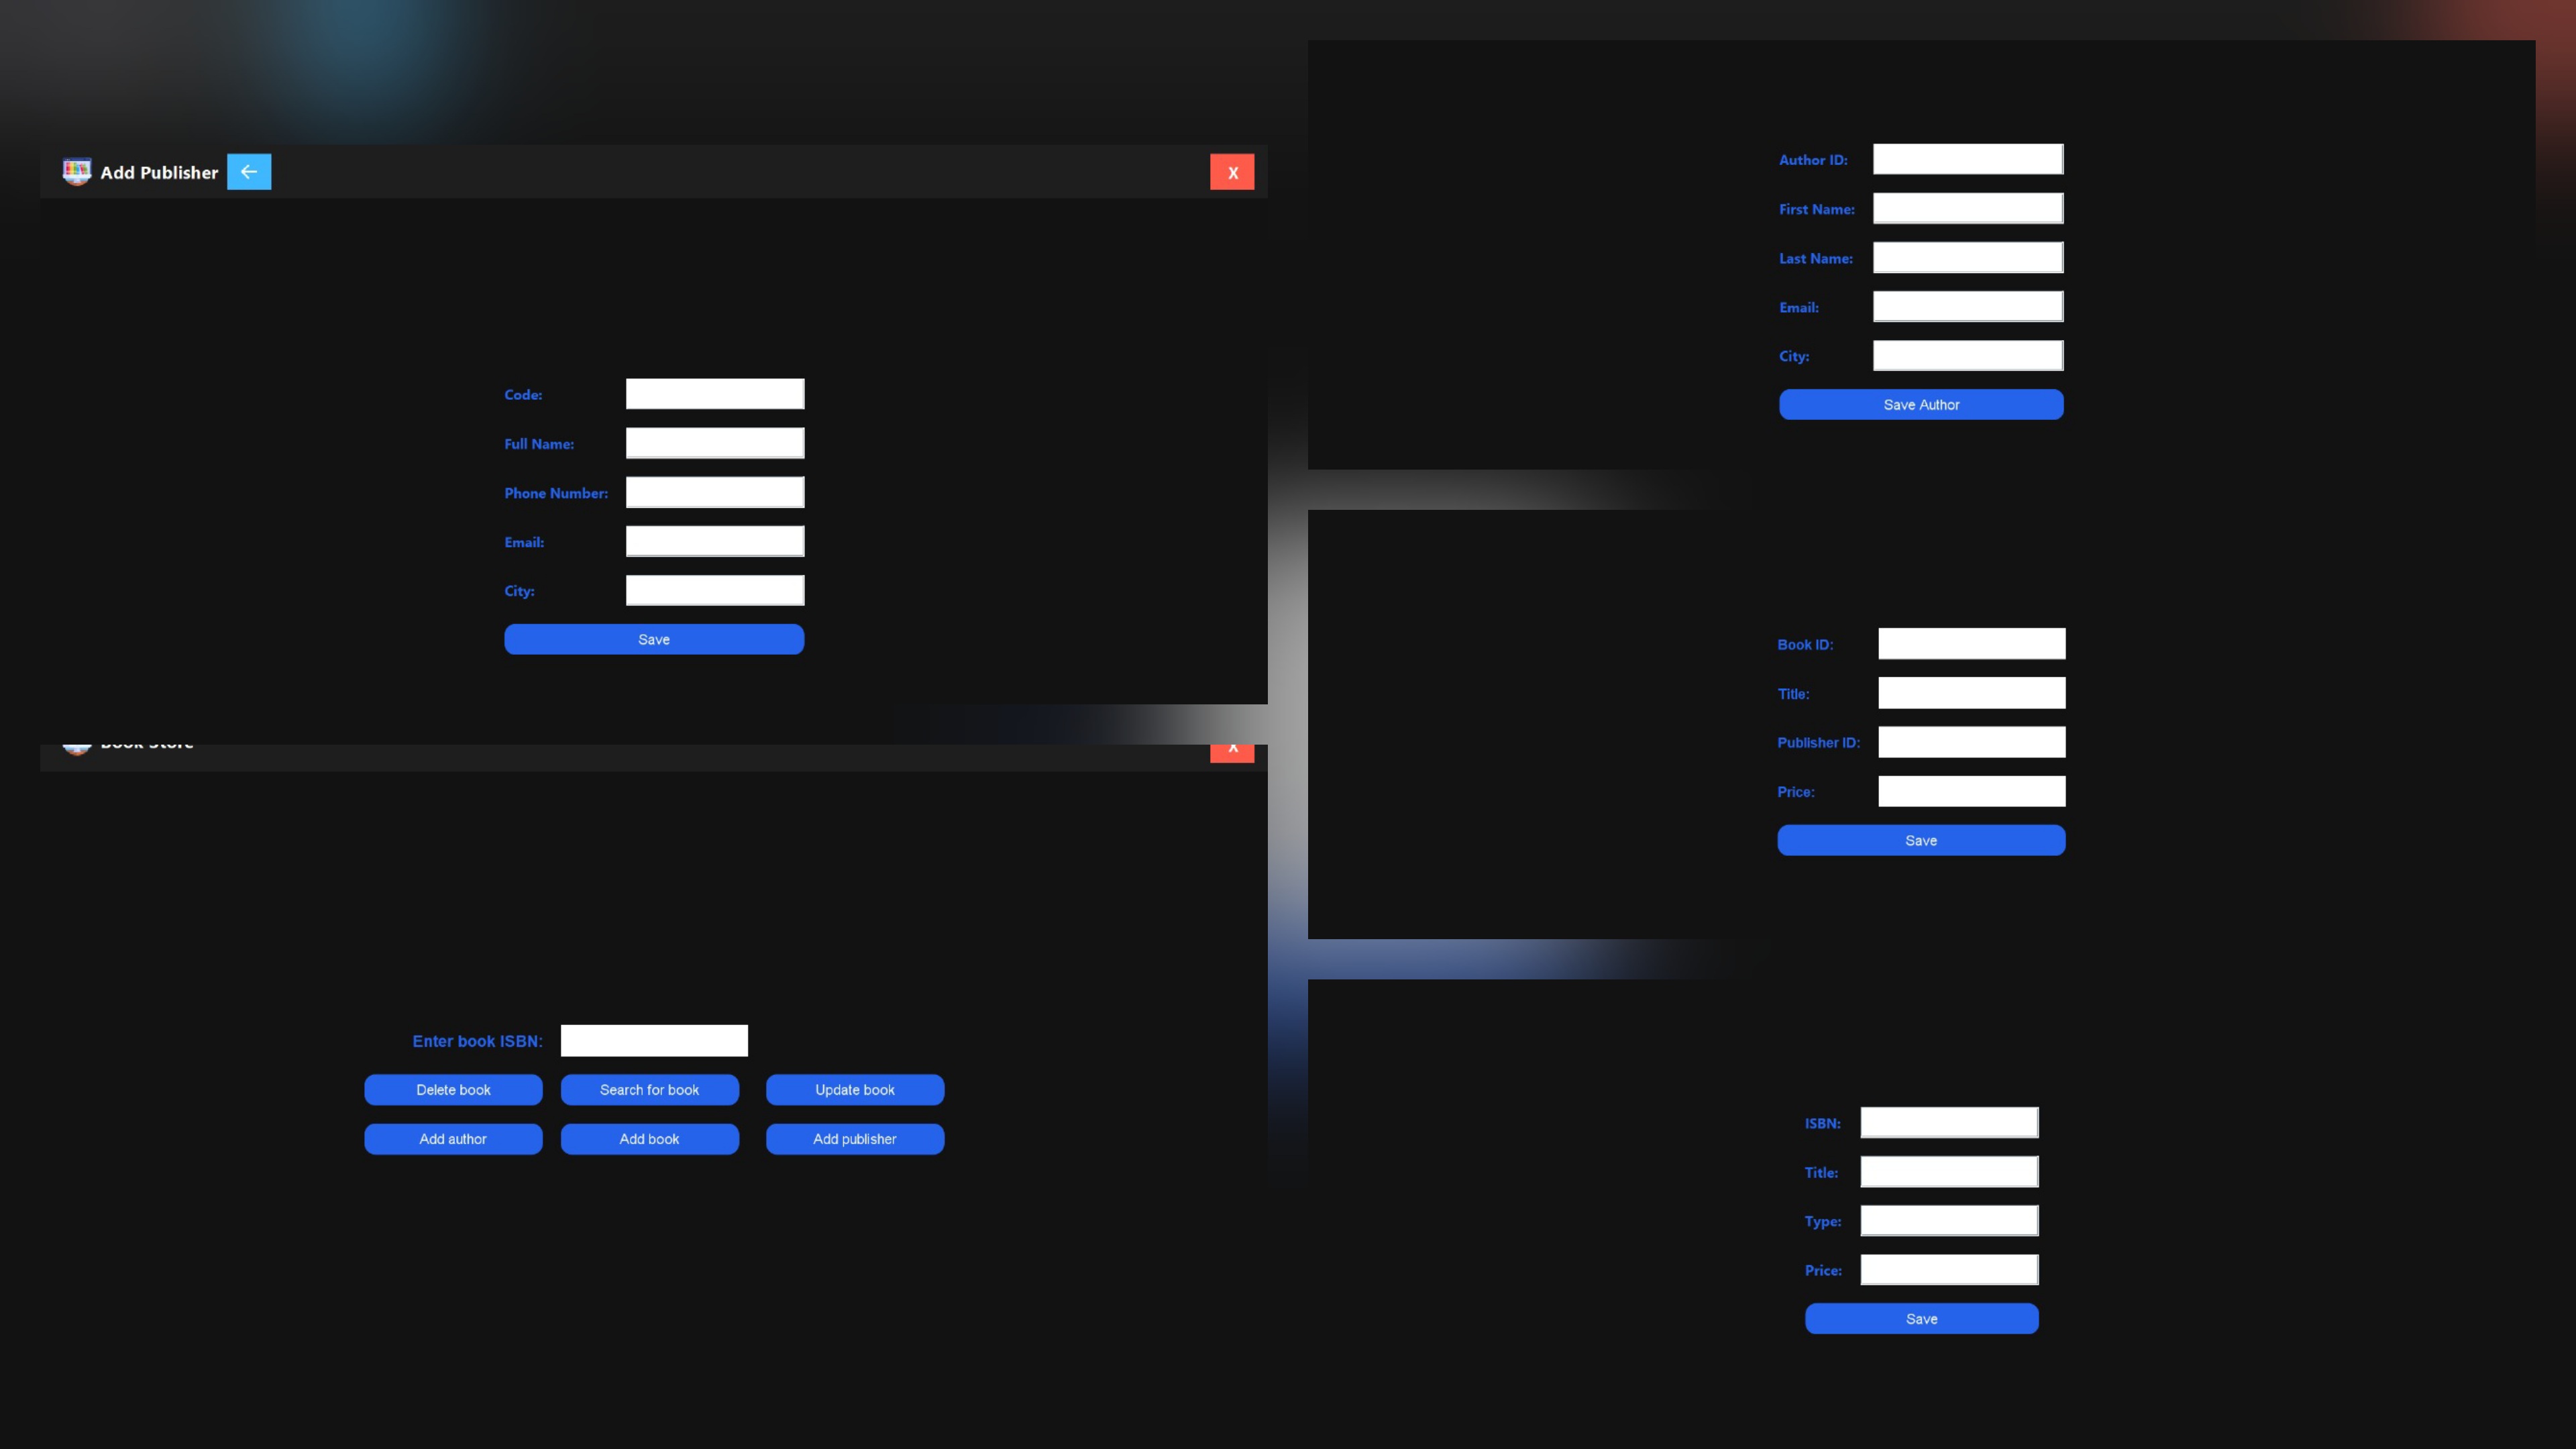 Add Publisher
X
Code:
Full Name:
Phone Number:
Email:
City:
Save
Book Store
X
Enter book ISBN:
Delete book Search for book Update book
Add author Add book Add publisher
Author ID:
First Name:
Last Name:
Email:
City:
Save Author
Book ID:
Title:
Publisher ID:
Price:
Save
ISBN:
Title:
Type:
Price:
Save